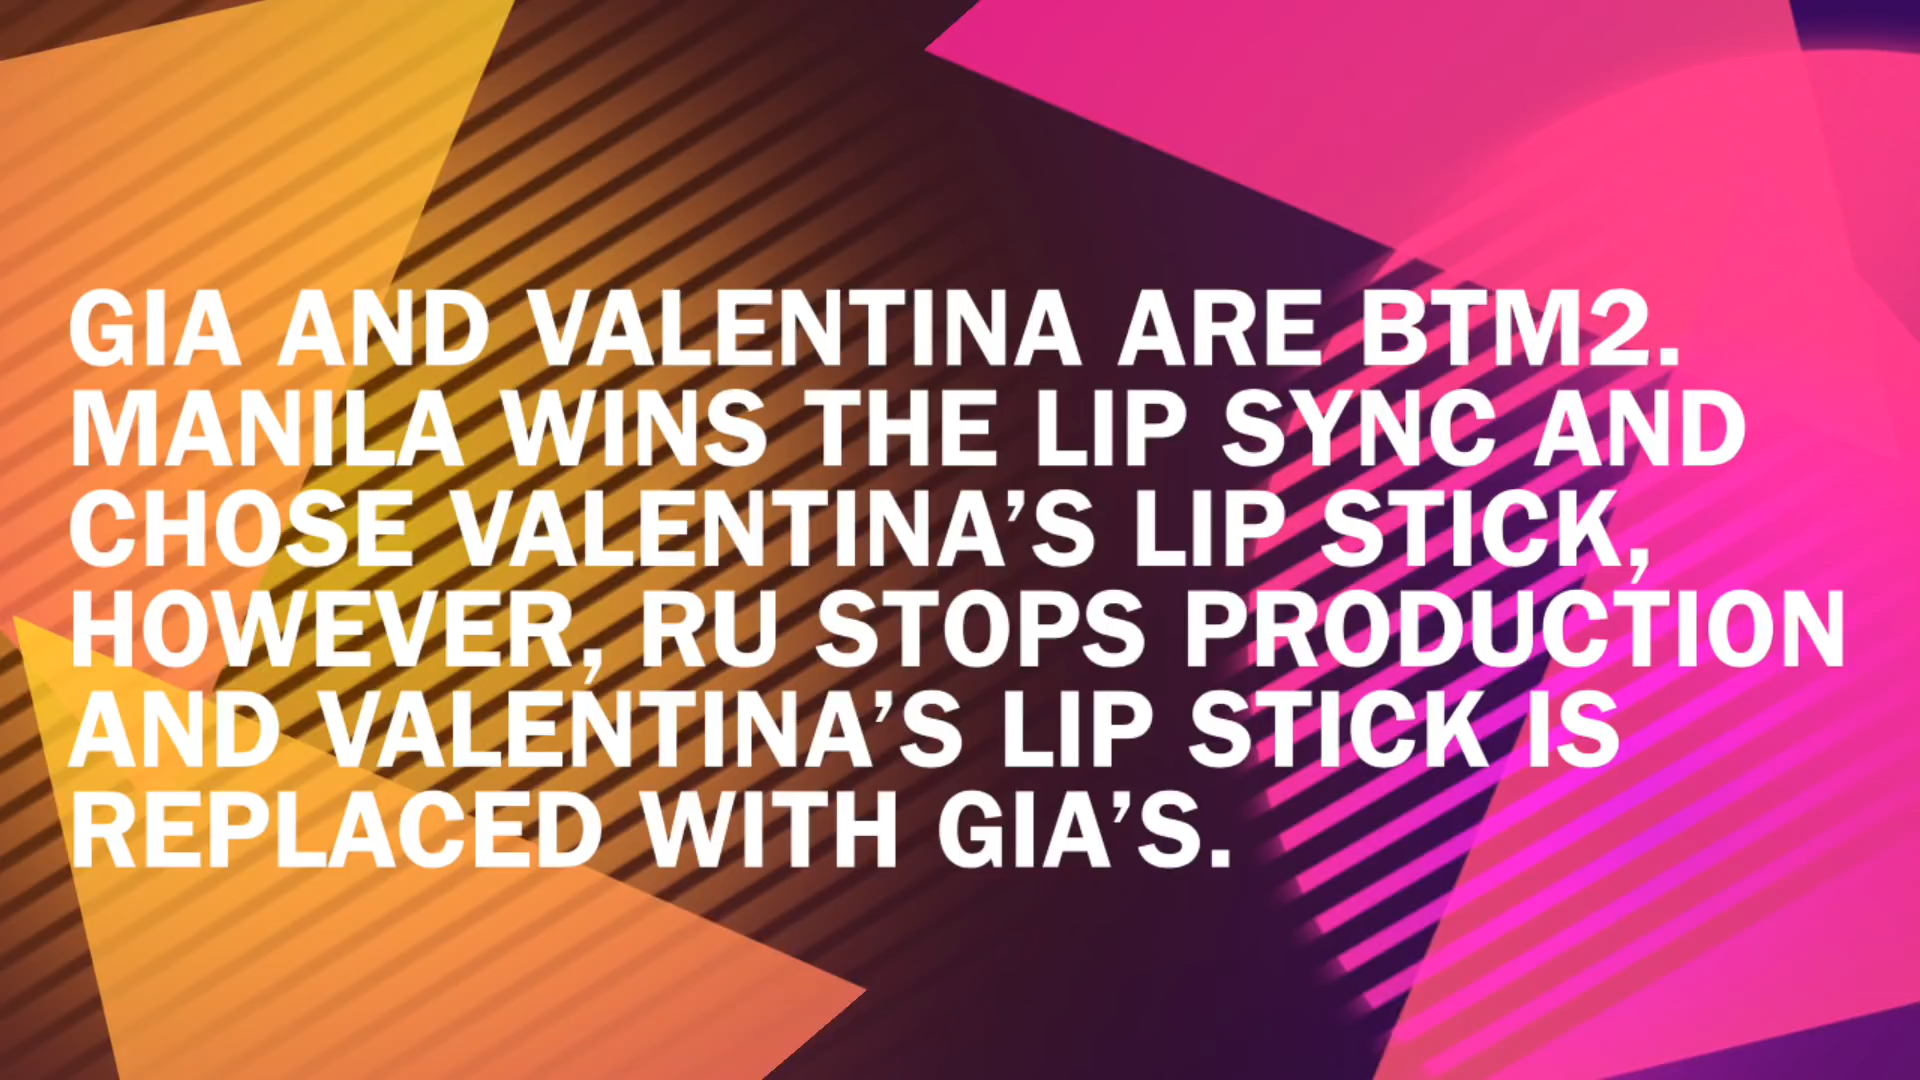 GIA AND VALENTINA ARE BTM2.
MANILA WINS THE LIP SYNC AND
CHOSE VALENTINA’S LIP STICK,
HOWEVER, RU STOPS PRODUCTION
AND VALENTINA’S LIP STICK IS
REPLACED WITH GIA’S.